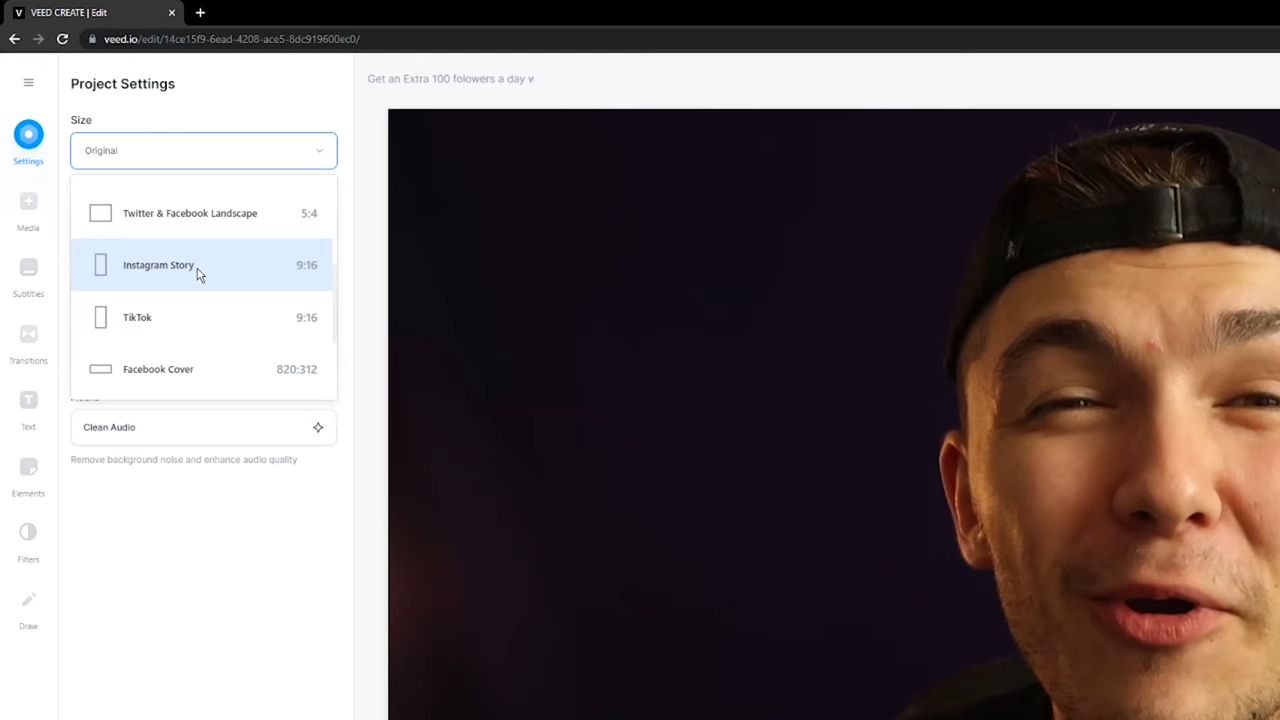 VEED CREATE | Edit
veed.io/edit/14ce15f9-6ead-4208-ace5-8dc919600ec0/
Project Settings
Get an Extra 100 folowers a day
Size
Original
Settings
Twitter & Facebook Landscape 5:4
Media
Instagram Story 9:16
Subtitles
TikTok 9:16
Transitions
Facebook Cover 820:312
Text
Clean Audio
Remove background noise and enhance audio quality
Elements
Filters
Draw